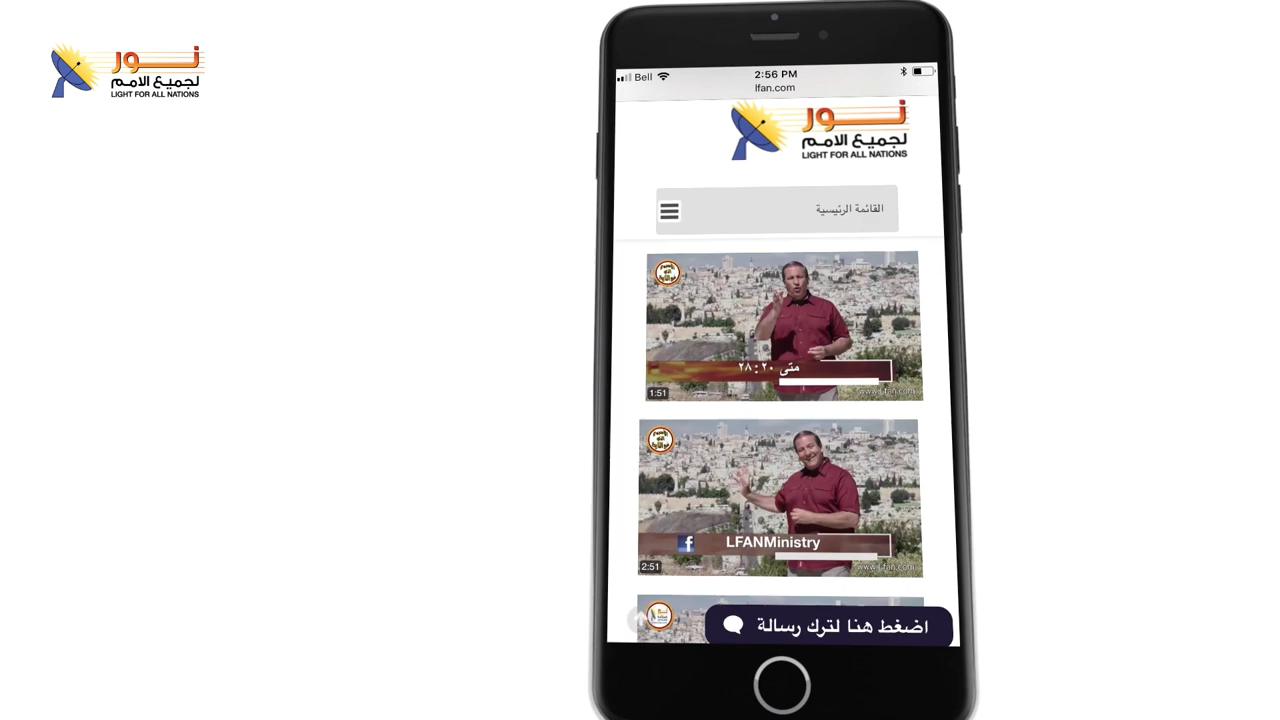 نـور
لجميع الامم
LIGHT FOR ALL NATIONS
Bell
2:56 PM
lfan.com
نـور
لجميع الامم
LIGHT FOR ALL NATIONS
القائمة الرئيسية
متى ٢٨:٢٠
1:51
www.Lfan.com
LFANMinistry
2:51
www.Lfan.com
اضغط هنا لترك رسالة